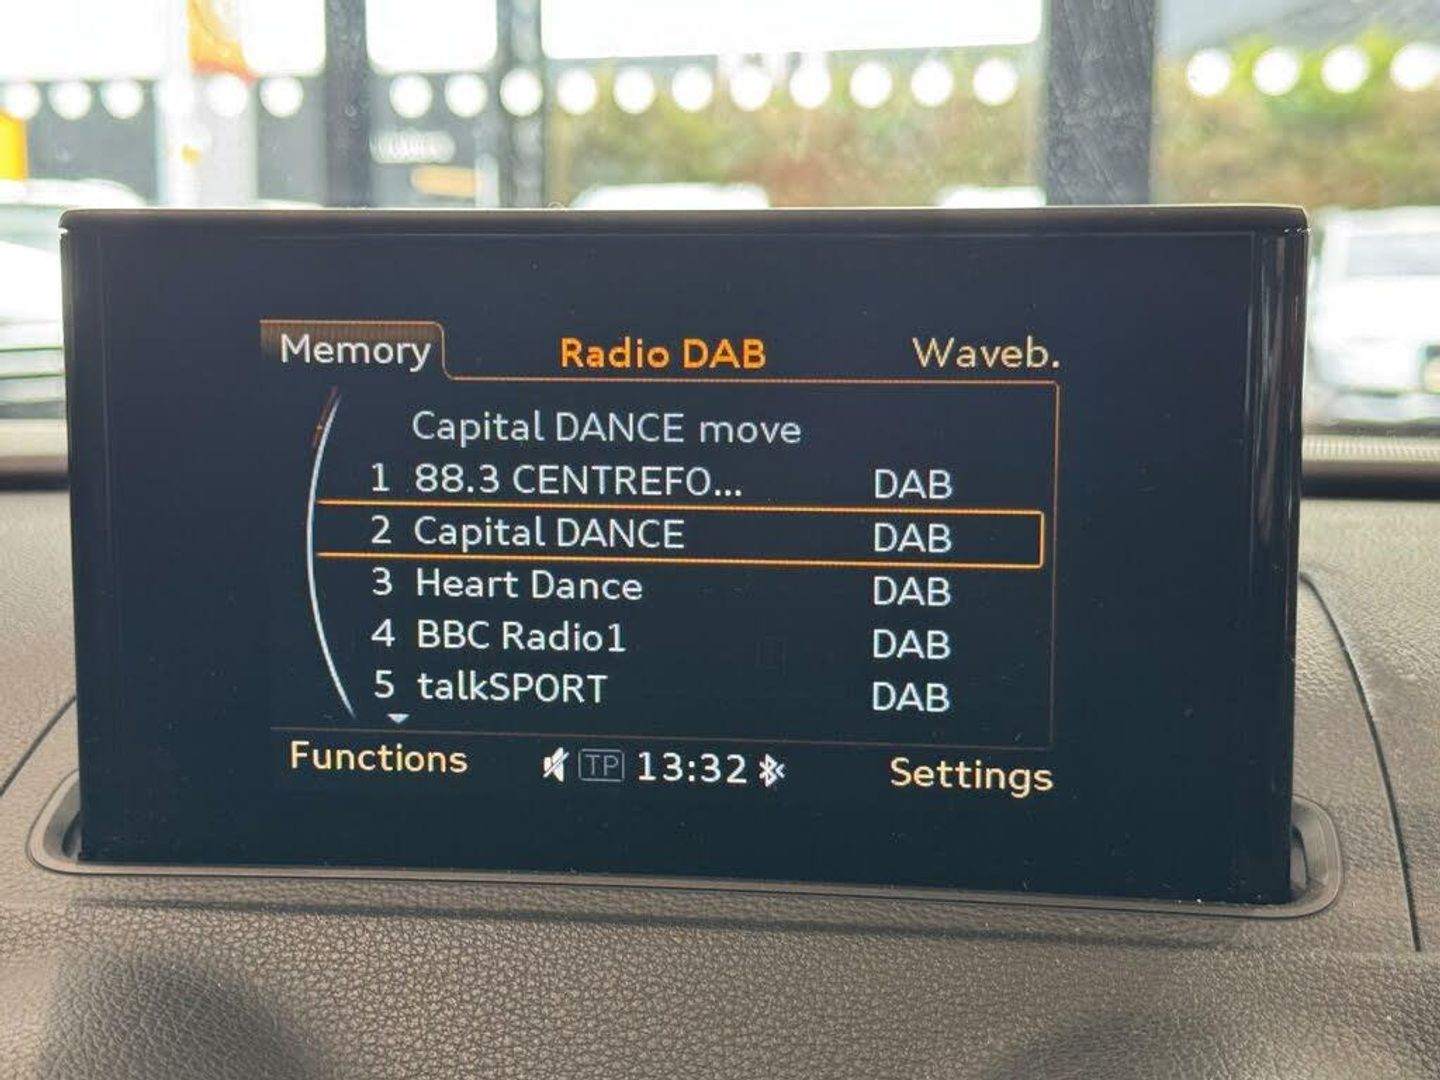 Memory Radio DAB Waveb.
Capital DANCE move
1 88.3 CENTREFO... DAB
2 Capital DANCE DAB
3 Heart Dance DAB
4 BBC Radio1 DAB
5 talkSPORT DAB
Functions TP 13:32 Settings